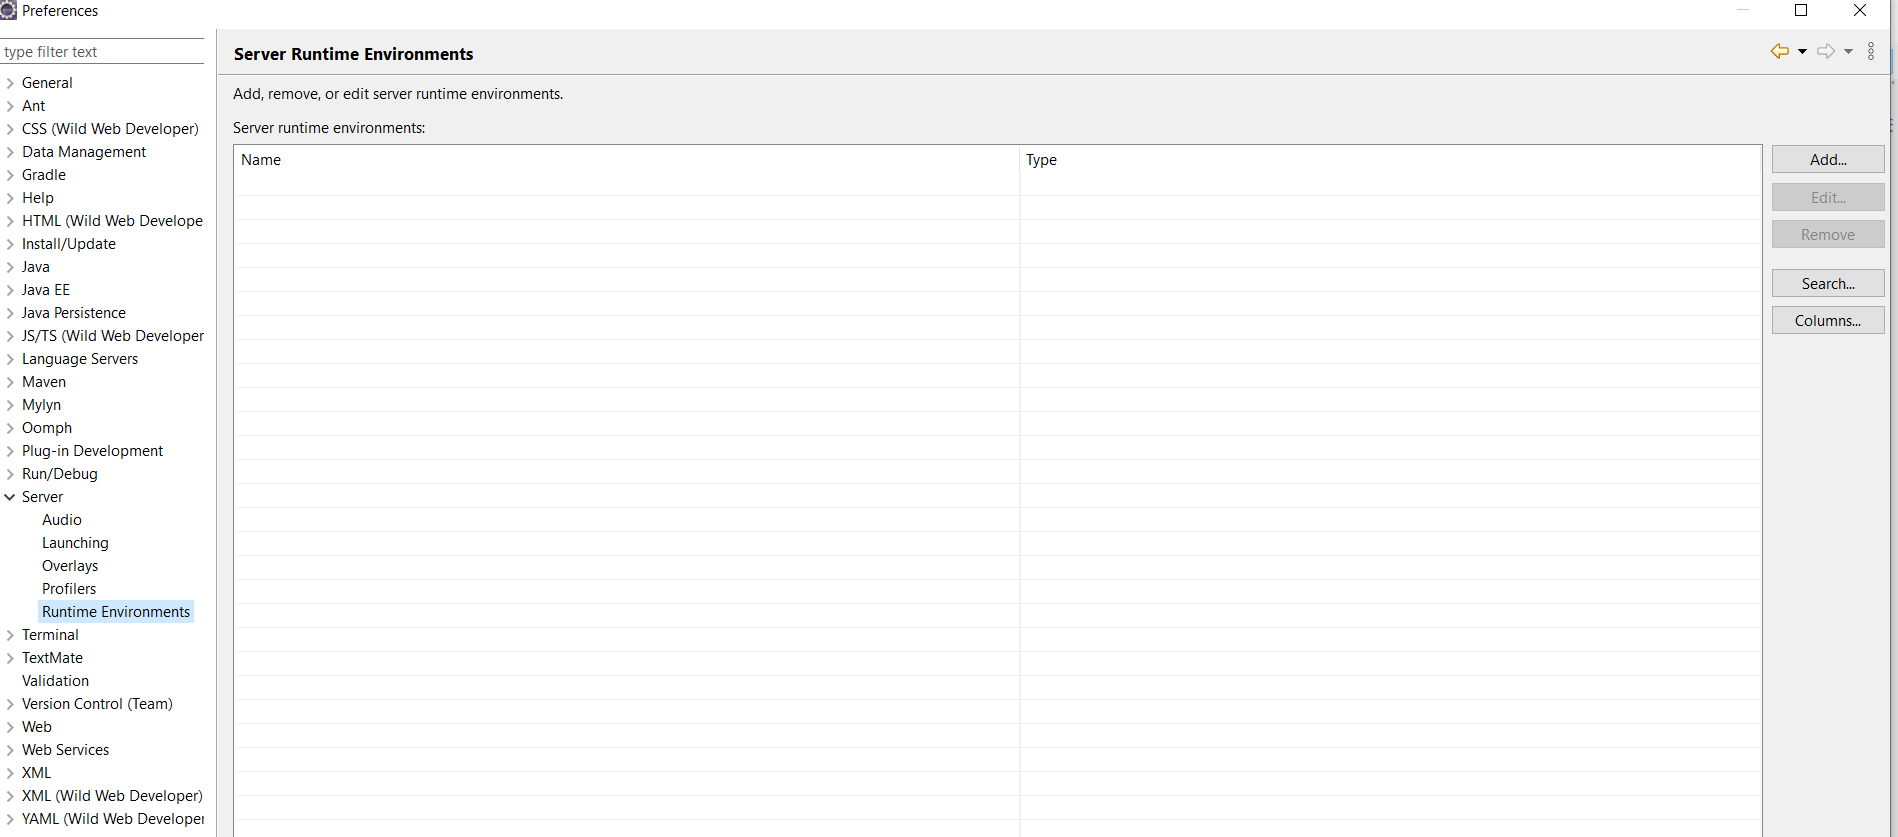 Preferences
type filter text
General
Ant
CSS (Wild Web Developer)
Data Management
Gradle
Help
HTML (Wild Web Develope
Install/Update
Java
Java EE
Java Persistence
JS/TS (Wild Web Developer
Language Servers
Maven
Mylyn
Oomph
Plug-in Development
Run/Debug
Server
Audio
Launching
Overlays
Profilers
Runtime Environments
Terminal
TextMate
Validation
Version Control (Team)
Web
Web Services
XML
XML (Wild Web Developer)
YAML (Wild Web Developer
Server Runtime Environments
Add, remove, or edit server runtime environments.
Server runtime environments:
Name Type
Add...
Edit...
Remove
Search...
Columns...